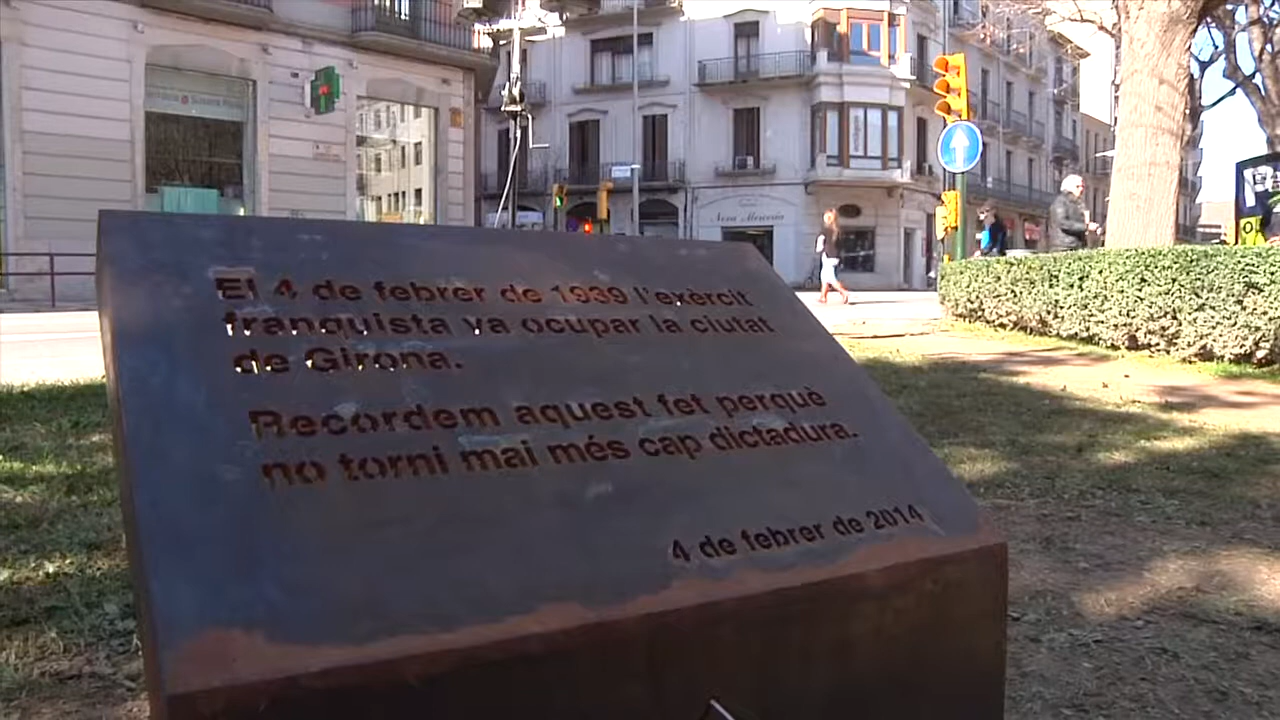 El 4 de febrer de 1939 l'exèrcit
franquista va ocupar la ciutat
de Girona.
Recordem aquest fet perquè
no torni mai més cap dictadura.
4 de febrer de 2014
Nova Merceria